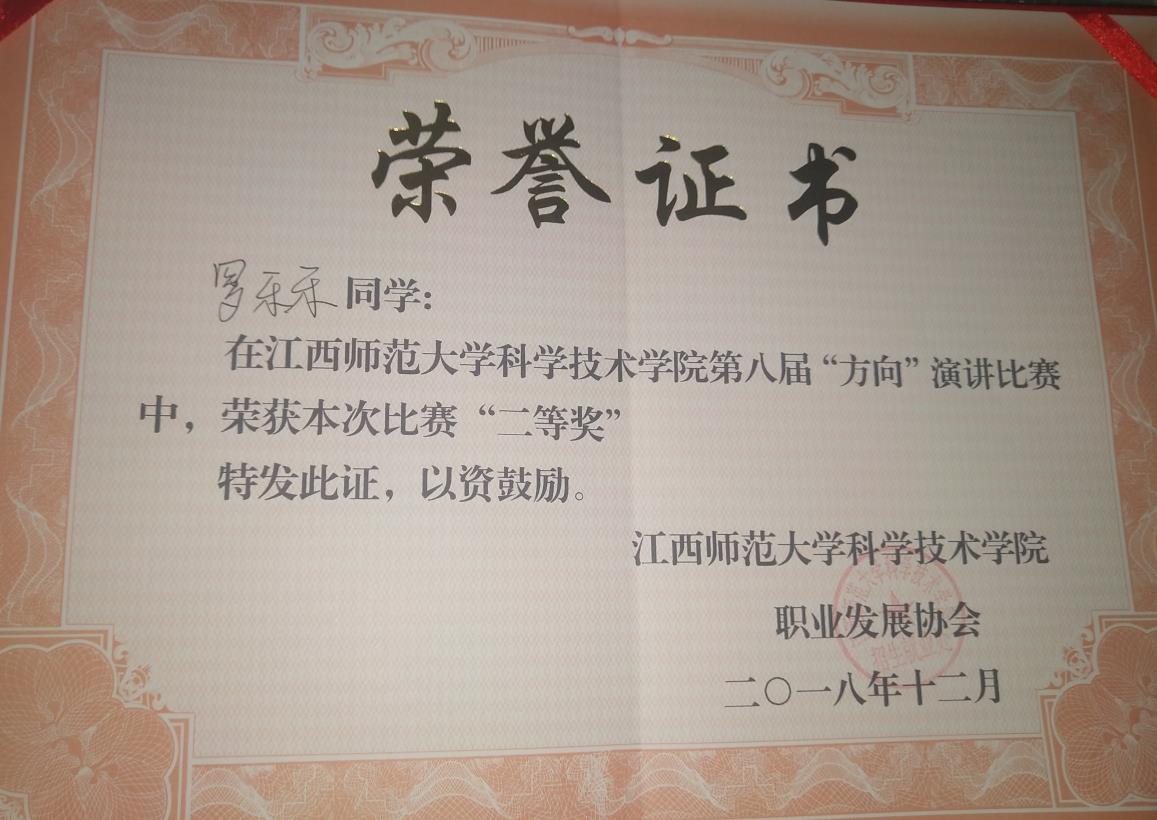 荣誉证书
罗禾禾同学：
在江西师范大学科学技术学院第八届“方向”演讲比赛
中，荣获本次比赛“二等奖”
特发此证，以资鼓励。
江西师范大学科学技术学院
职业发展协会
二〇一八年十二月